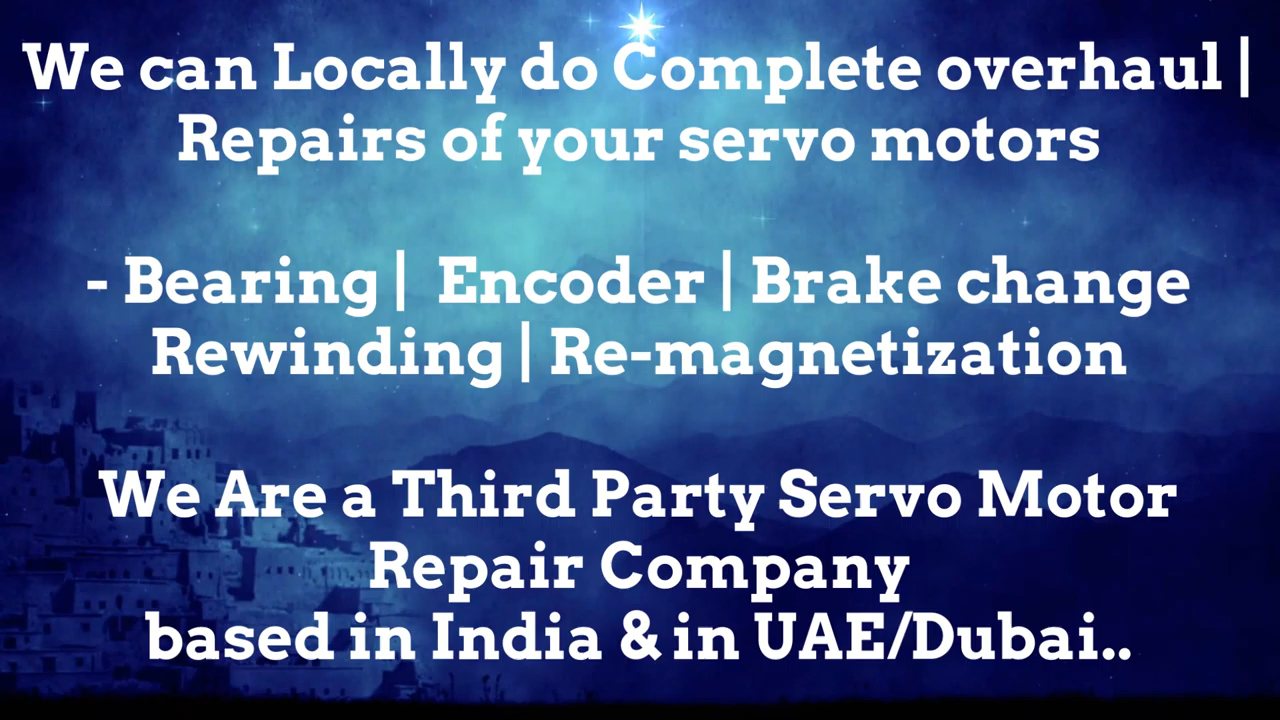 We can Locally do Complete overhaul |
Repairs of your servo motors
- Bearing | Encoder | Brake change
Rewinding | Re-magnetization
We Are a Third Party Servo Motor
Repair Company
based in India & in UAE/Dubai..